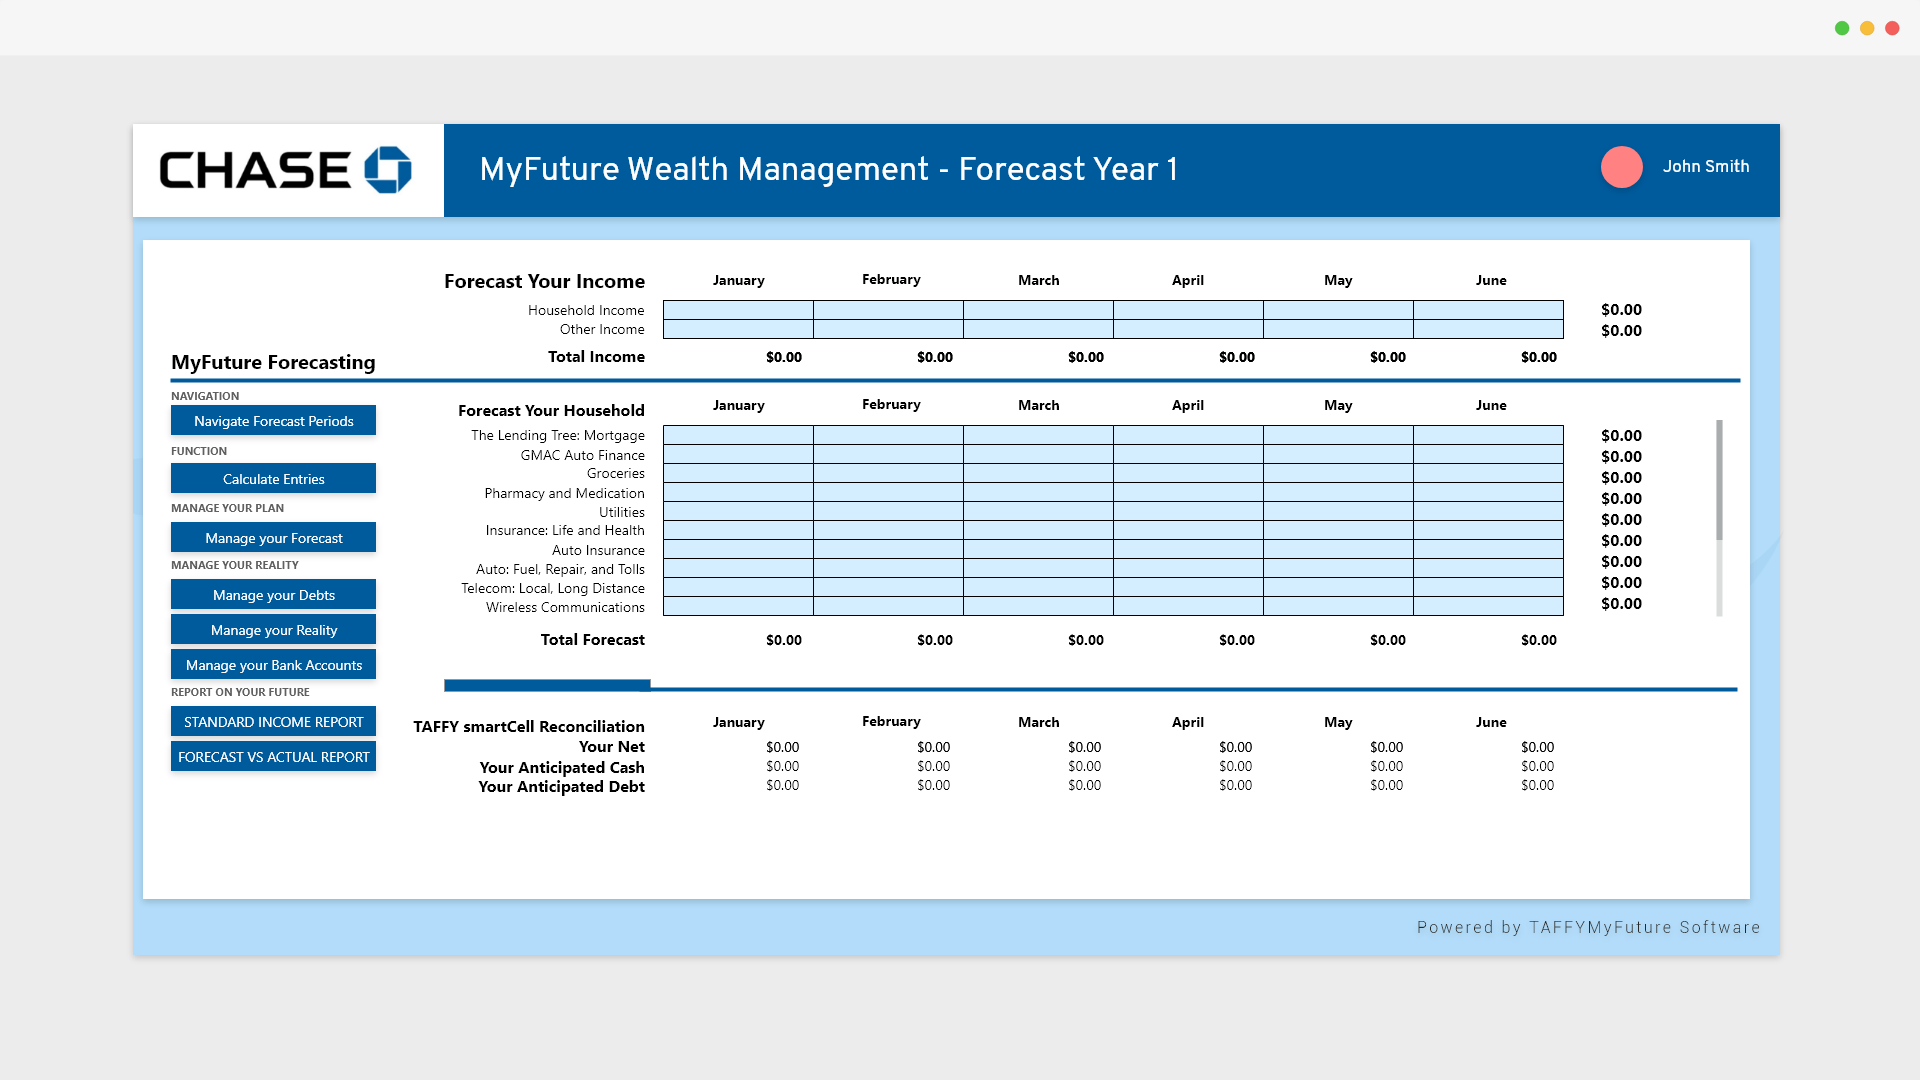 CHASE
MyFuture Wealth Management - Forecast Year 1
John Smith
Forecast Your Income January February March April May June
Household Income $0.00
Other Income $0.00
Total Income $0.00 $0.00 $0.00 $0.00 $0.00 $0.00
MyFuture Forecasting
NAVIGATION
Navigate Forecast Periods
FUNCTION
Calculate Entries
MANAGE YOUR PLAN
Manage your Forecast
MANAGE YOUR REALITY
Manage your Debts
Manage your Reality
Manage your Bank Accounts
REPORT ON YOUR FUTURE
STANDARD INCOME REPORT
FORECAST VS ACTUAL REPORT
Forecast Your Household January February March April May June
The Lending Tree: Mortgage $0.00
GMAC Auto Finance $0.00
Groceries $0.00
Pharmacy and Medication $0.00
Utilities $0.00
Insurance: Life and Health $0.00
Auto Insurance $0.00
Auto: Fuel, Repair, and Tolls $0.00
Telecom: Local, Long Distance $0.00
Wireless Communications
Total Forecast $0.00 $0.00 $0.00 $0.00 $0.00 $0.00
TAFFY smartCell Reconciliation January February March April May June
Your Net $0.00 $0.00 $0.00 $0.00 $0.00 $0.00
Your Anticipated Cash $0.00 $0.00 $0.00 $0.00 $0.00 $0.00
Your Anticipated Debt $0.00 $0.00 $0.00 $0.00 $0.00 $0.00
Powered by TAFFYMyFuture Software